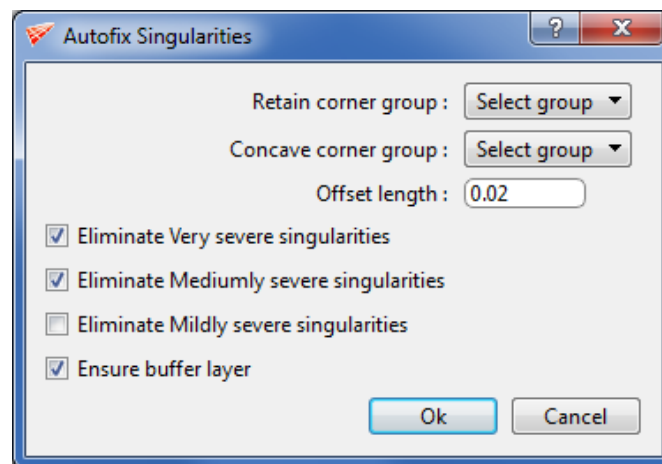 Autofix Singularities
?
X
Retain corner group : Select group
Concave corner group : Select group
Offset length : 0.02
Eliminate Very severe singularities
Eliminate Mediumly severe singularities
Eliminate Mildly severe singularities
Ensure buffer layer
Ok Cancel